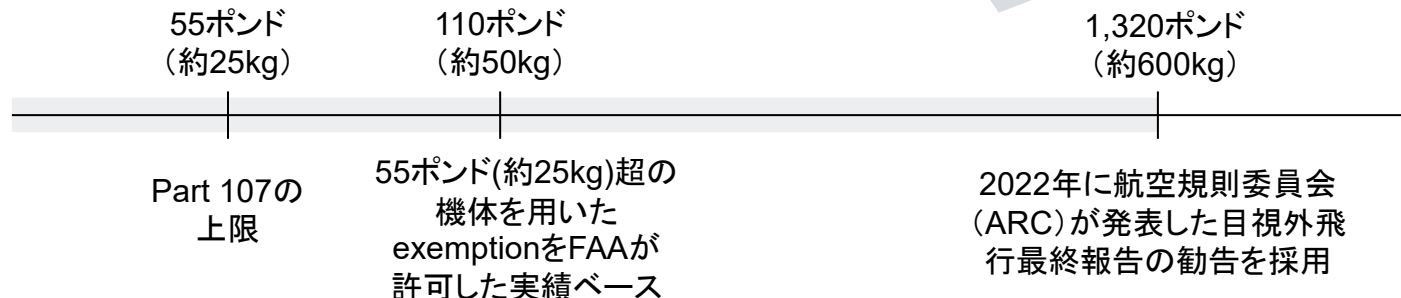 55ポンド
（約25kg）
110ポンド
（約50kg）
1,320ポンド
（約600kg）
Part 107の
上限
55ポンド(約25kg)超の
機体を用いた
exemptionをFAAが
許可した実績ベース
2022年に航空規則委員会
（ARC）が発表した目視外飛
行最終報告の勧告を採用